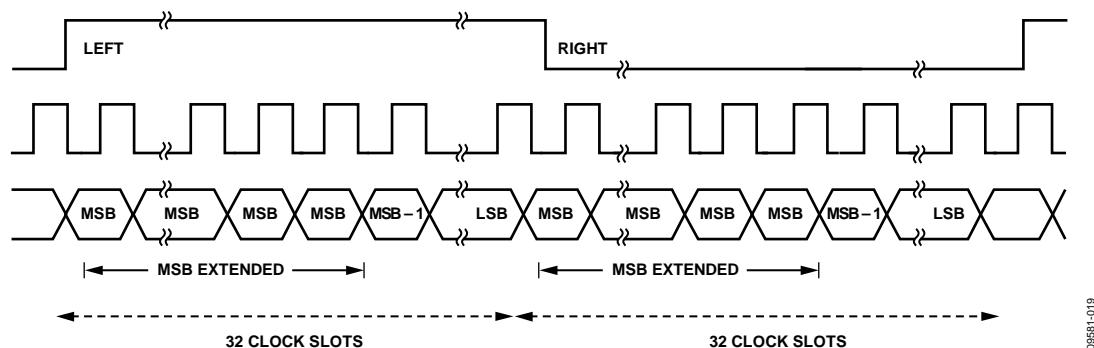 LEFT
RIGHT
MSB MSB MSB MSB MSB–1 LSB MSB MSB MSB MSB MSB–1 LSB
MSB EXTENDED MSB EXTENDED
32 CLOCK SLOTS 32 CLOCK SLOTS
09581-019